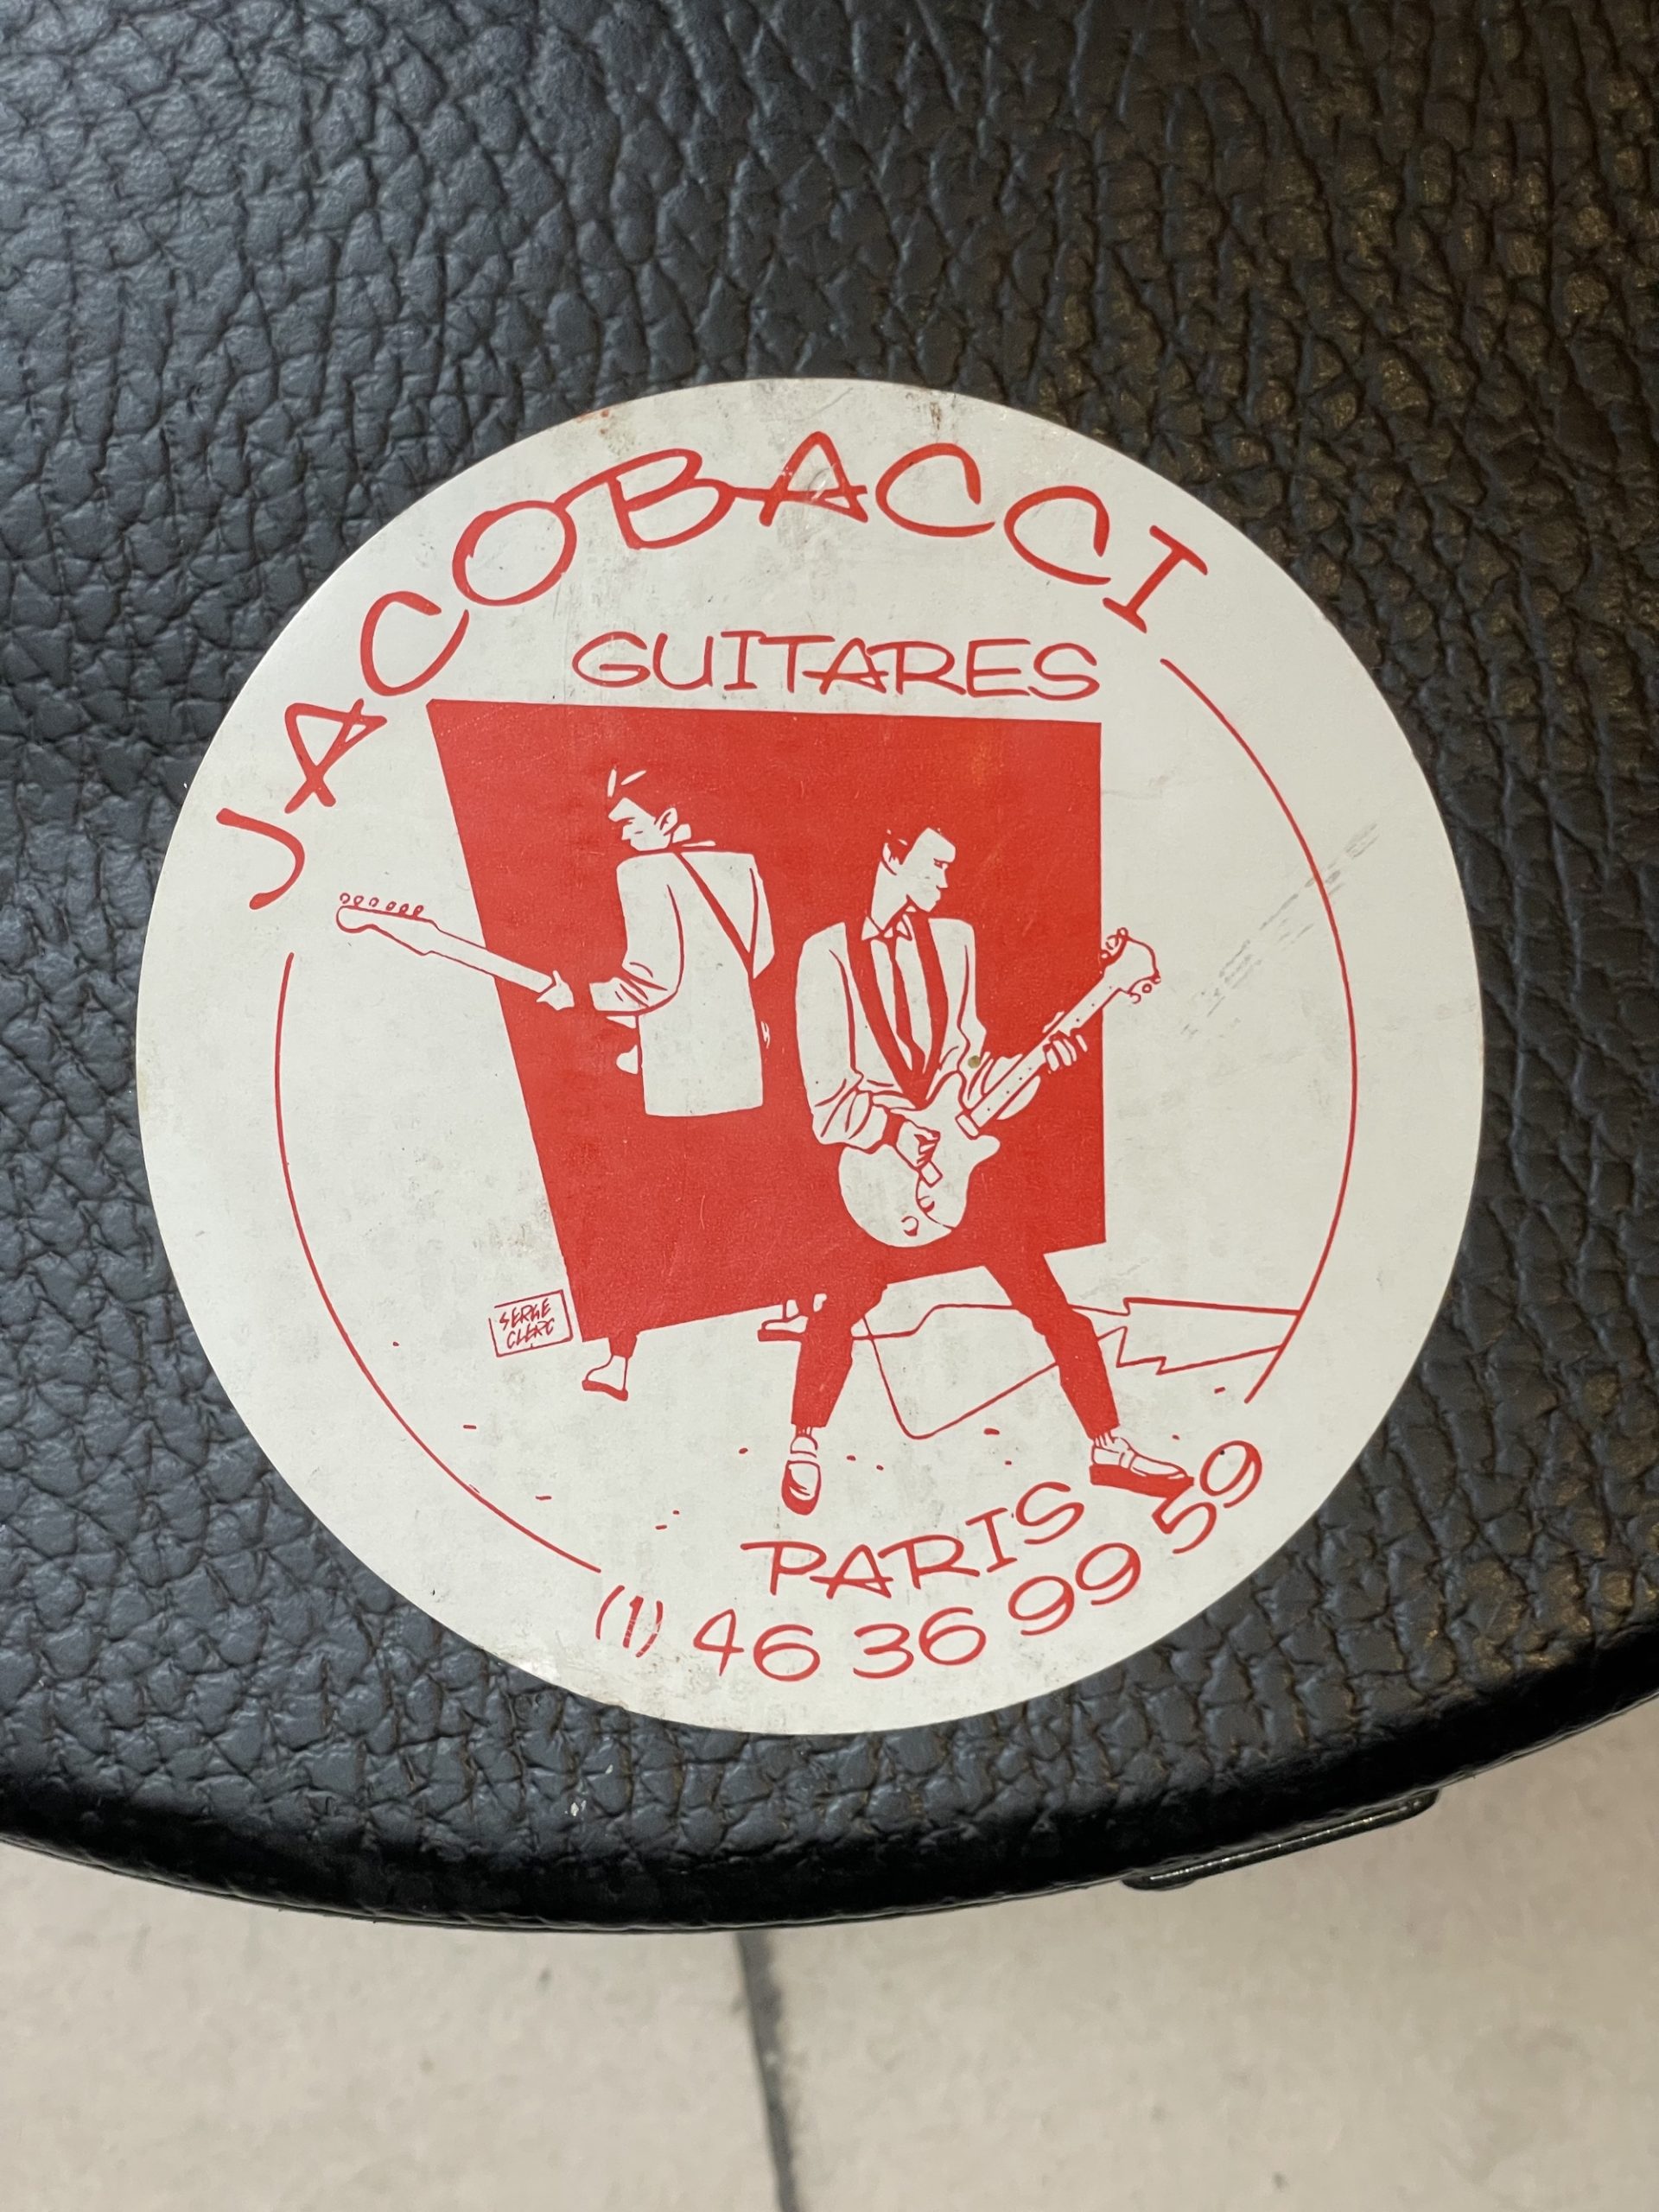 JACOBACCI
GUITARES
SERGE
CLERC
PARIS
(1) 46 36 99 59